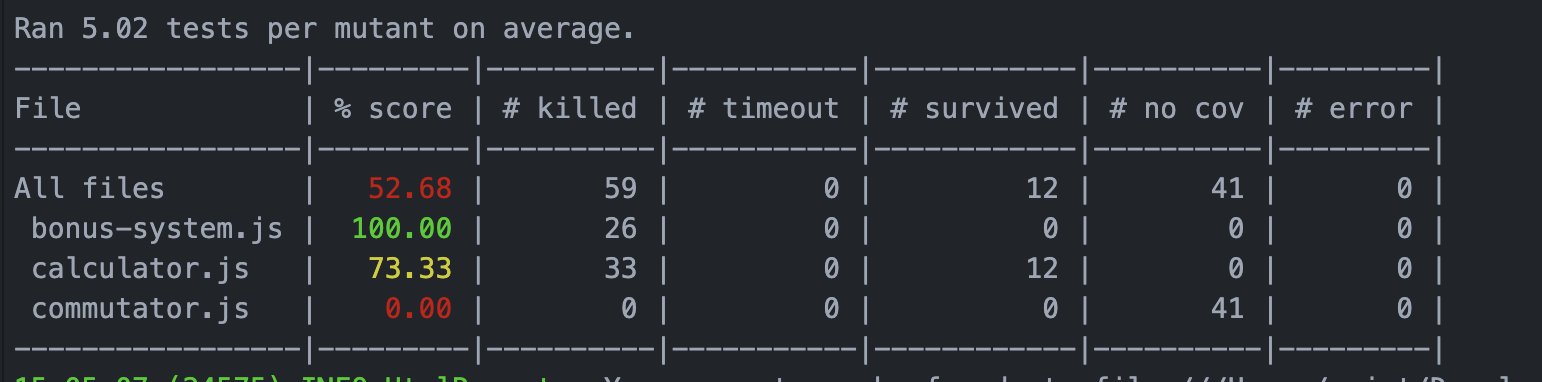 Ran 5.02 tests per mutant on average.
-----------------|---------|----------|-----------|------------|----------|---------|
File             | % score | # killed | # timeout | # survived | # no cov | # error |
-----------------|---------|----------|-----------|------------|----------|---------|
All files        |   52.68 |       59 |         0 |         12 |       41 |       0 |
 bonus-system.js |  100.00 |       26 |         0 |          0 |        0 |       0 |
 calculator.js   |   73.33 |       33 |         0 |         12 |        0 |       0 |
 commutator.js   |    0.00 |        0 |         0 |          0 |       41 |       0 |
-----------------|---------|----------|-----------|------------|----------|---------|